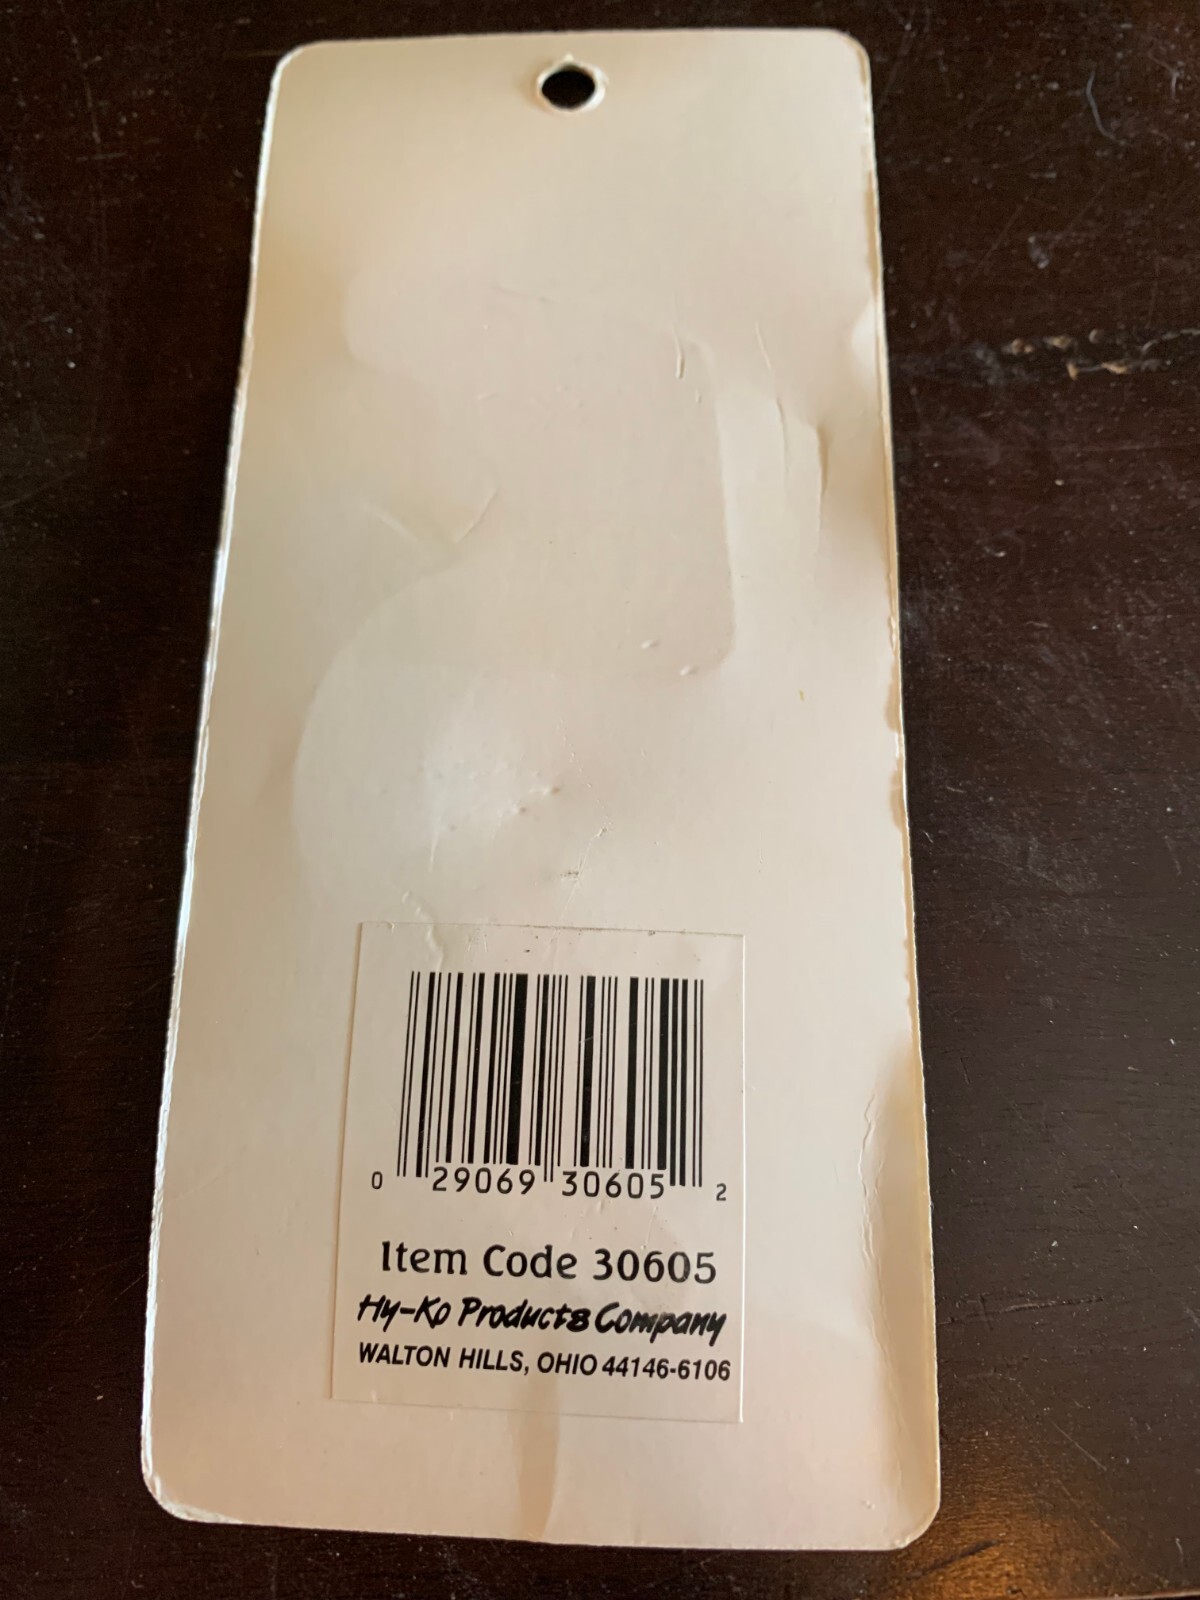 0 29069 30605 2
Item Code 30605
Hy-Ko Products Company
WALTON HILLS, OHIO 44146-6106